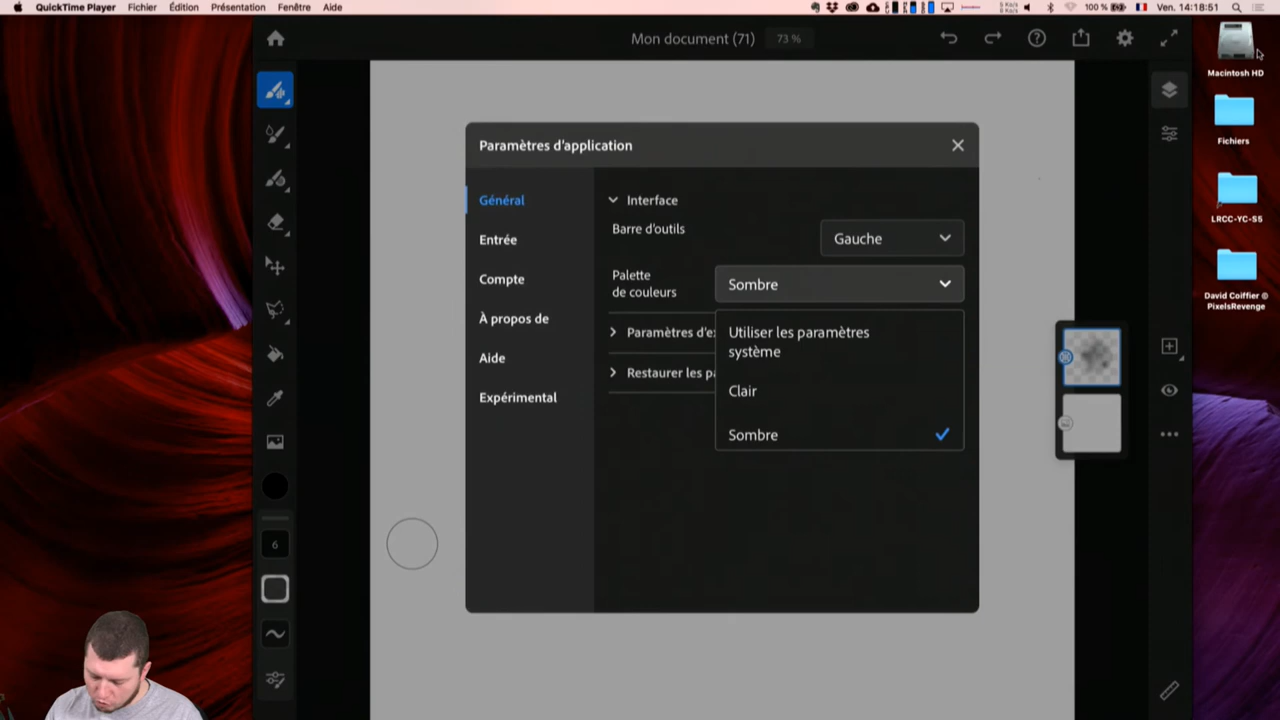 QuickTime Player Fichier Édition Présentation Fenêtre Aide
100 % Ven. 14:18:51
Mon document (71) 73 %
Macintosh HD
Fichiers
LRCC-YC-S5
David Coiffier ©
PixelsRevenge
Paramètres d'application
Général
Entrée
Compte
À propos de
Aide
Expérimental
Interface
Barre d'outils
Gauche
Palette
de couleurs
Sombre
Paramètres d'ex
Restaurer les pa
Utiliser les paramètres
système
Clair
Sombre
6